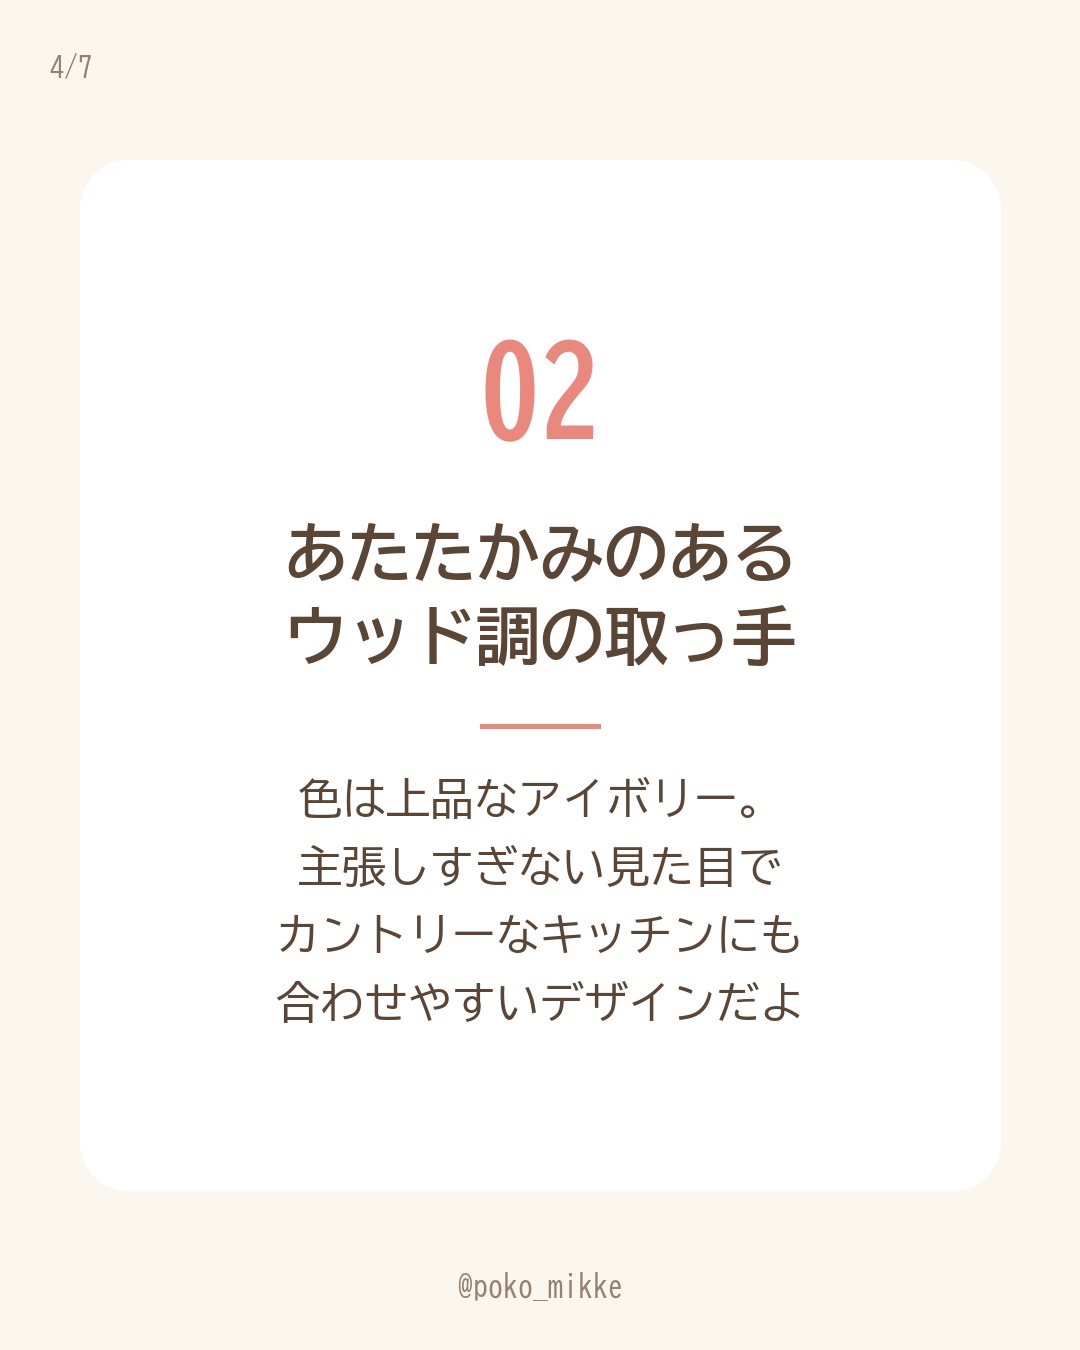 4/7
02
あたたかみのある
ウッド調の取っ手
色は上品なアイボリー。
主張しすぎない見た目で
カントリーなキッチンにも
合わせやすいデザインだよ
@poko_mikke